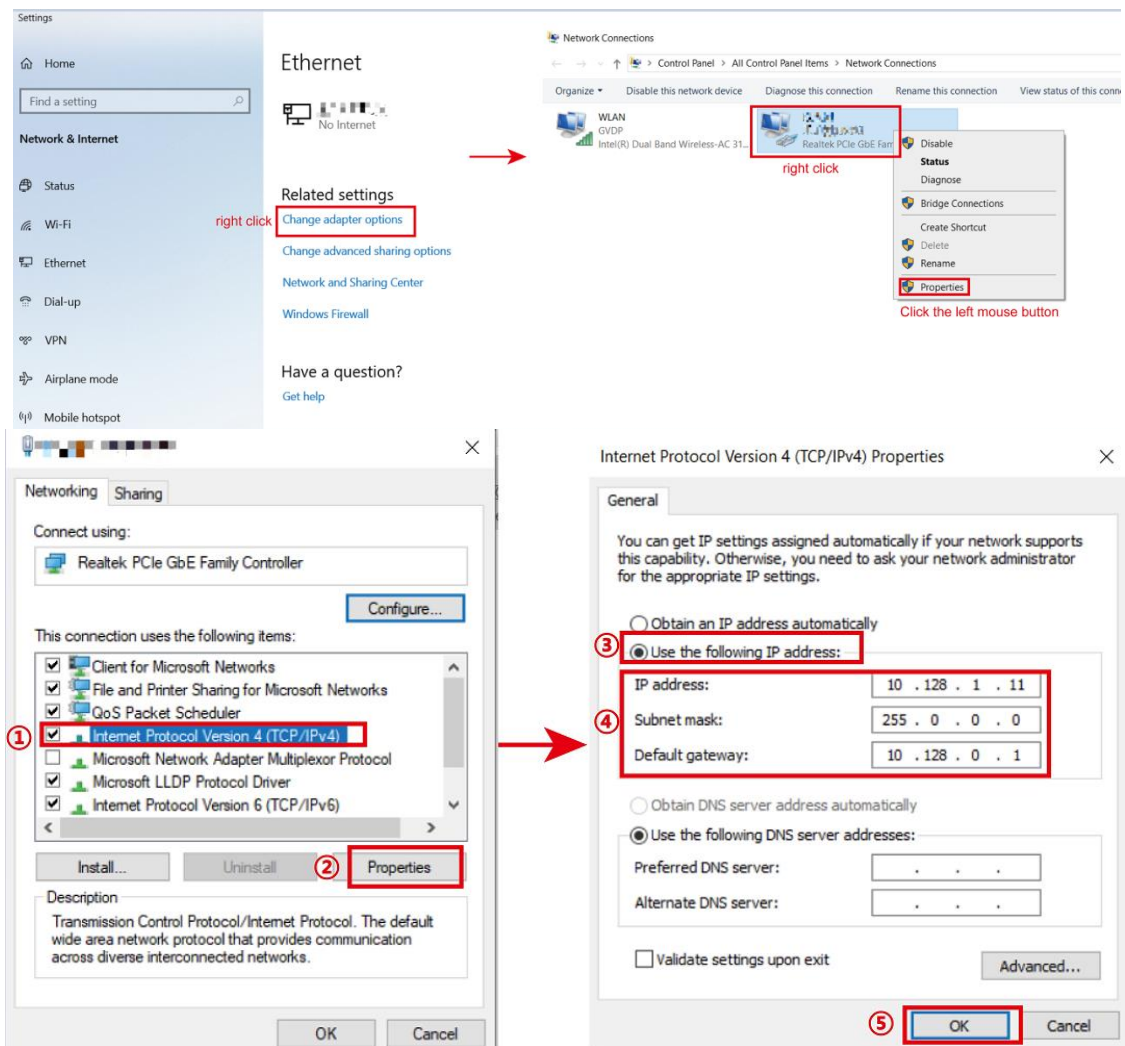 Settings
Home
Find a setting
Network & Internet
Status
Wi-Fi
Ethernet
Dial-up
VPN
Airplane mode
Mobile hotspot
Ethernet
No Internet
Related settings
right click
Change adapter options
Change advanced sharing options
Network and Sharing Center
Windows Firewall
Have a question?
Get help
Network Connections
Control Panel > All Control Panel Items > Network Connections
Organize Disable this network device Diagnose this connection Rename this connection View status of this conn
WLAN
GVDP
Intel(R) Dual Band Wireless-AC 31...
Realtek PCIe GbE Fam
right click
Disable
Status
Diagnose
Bridge Connections
Create Shortcut
Delete
Rename
Properties
Click the left mouse button
Networking Sharing
Connect using:
Realtek PCIe GbE Family Controller
Configure...
This connection uses the following items:
Client for Microsoft Networks
File and Printer Sharing for Microsoft Networks
QoS Packet Scheduler
① Internet Protocol Version 4 (TCP/IPv4)
Microsoft Network Adapter Multiplexor Protocol
Microsoft LLDP Protocol Driver
Internet Protocol Version 6 (TCP/IPv6)
Install... Uninstall ② Properties
Description
Transmission Control Protocol/Internet Protocol. The default
wide area network protocol that provides communication
across diverse interconnected networks.
OK Cancel
Internet Protocol Version 4 (TCP/IPv4) Properties
General
You can get IP settings assigned automatically if your network supports
this capability. Otherwise, you need to ask your network administrator
for the appropriate IP settings.
Obtain an IP address automatically
③ Use the following IP address:
IP address: 10 . 128 . 1 . 11
④ Subnet mask: 255 . 0 . 0 . 0
Default gateway: 10 . 128 . 0 . 1
Obtain DNS server address automatically
Use the following DNS server addresses:
Preferred DNS server: . . .
Alternate DNS server: . . .
Validate settings upon exit
Advanced...
⑤ OK Cancel